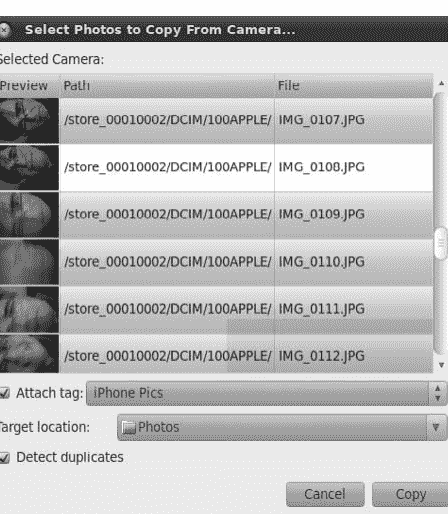 Select Photos to Copy From Camera...
Selected Camera:
Preview Path File
/store_00010002/DCIM/100APPLE/ IMG_0107.JPG
/store_00010002/DCIM/100APPLE/ IMG_0108.JPG
/store_00010002/DCIM/100APPLE/ IMG_0109.JPG
/store_00010002/DCIM/100APPLE/ IMG_0110.JPG
/store_00010002/DCIM/100APPLE/ IMG_0111.JPG
/store_00010002/DCIM/100APPLE/ IMG_0112.JPG
Attach tag: iPhone Pics
Target location: Photos
Detect duplicates
Cancel Copy